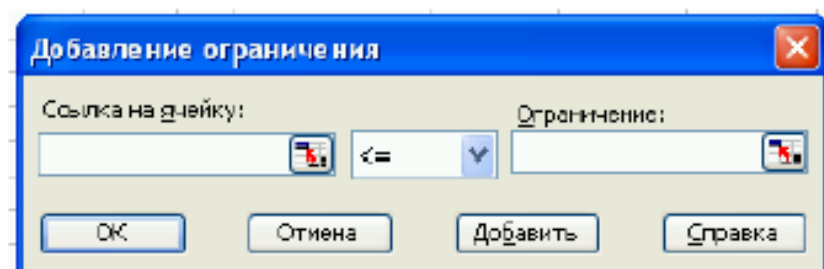 Добавление ограничения
Ссылка на ячейку:
Ограничение:
<=
ОК
Отмена
Добавить
Справка